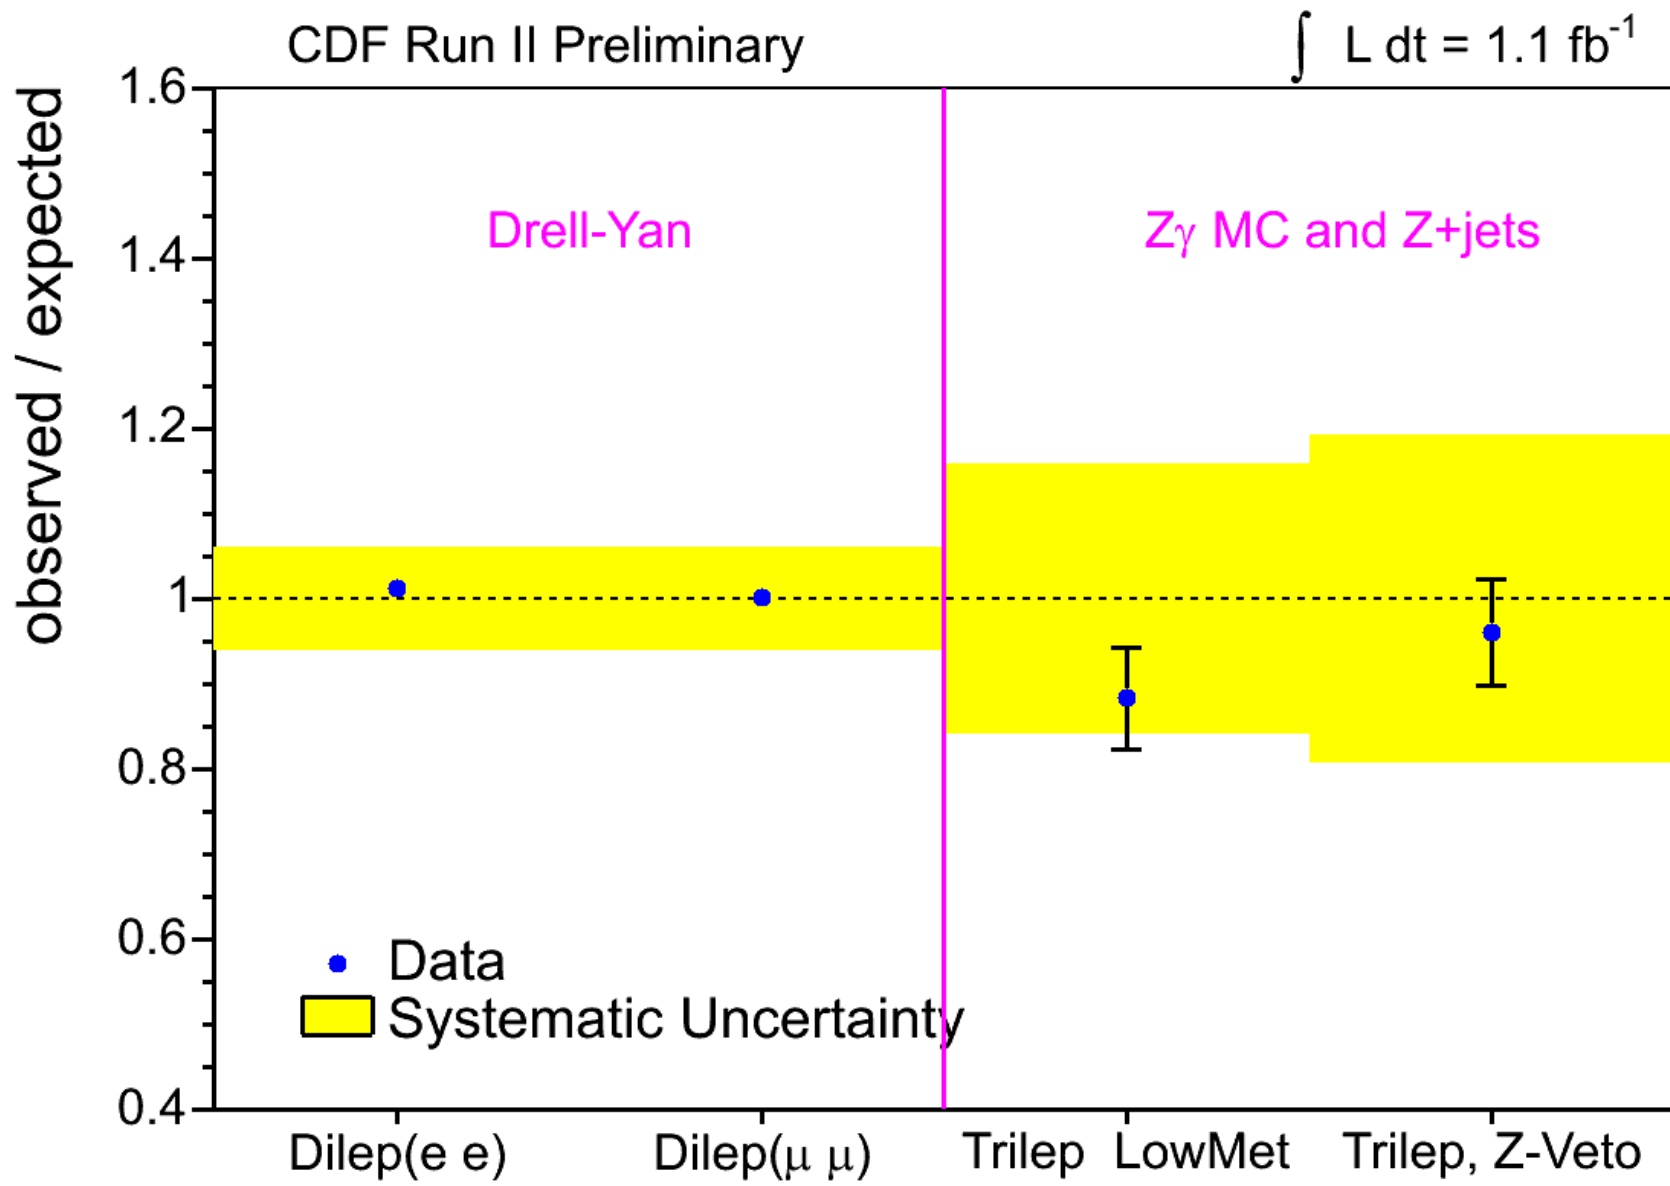 CDF Run II Preliminary
∫ L dt = 1.1 fb⁻¹
observed / expected
1.6
1.4
1.2
1
0.8
0.6
0.4
Drell-Yan
Zγ MC and Z+jets
Data
Systematic Uncertainty
Dilep(e e)
Dilep(μ μ)
Trilep LowMet
Trilep, Z-Veto